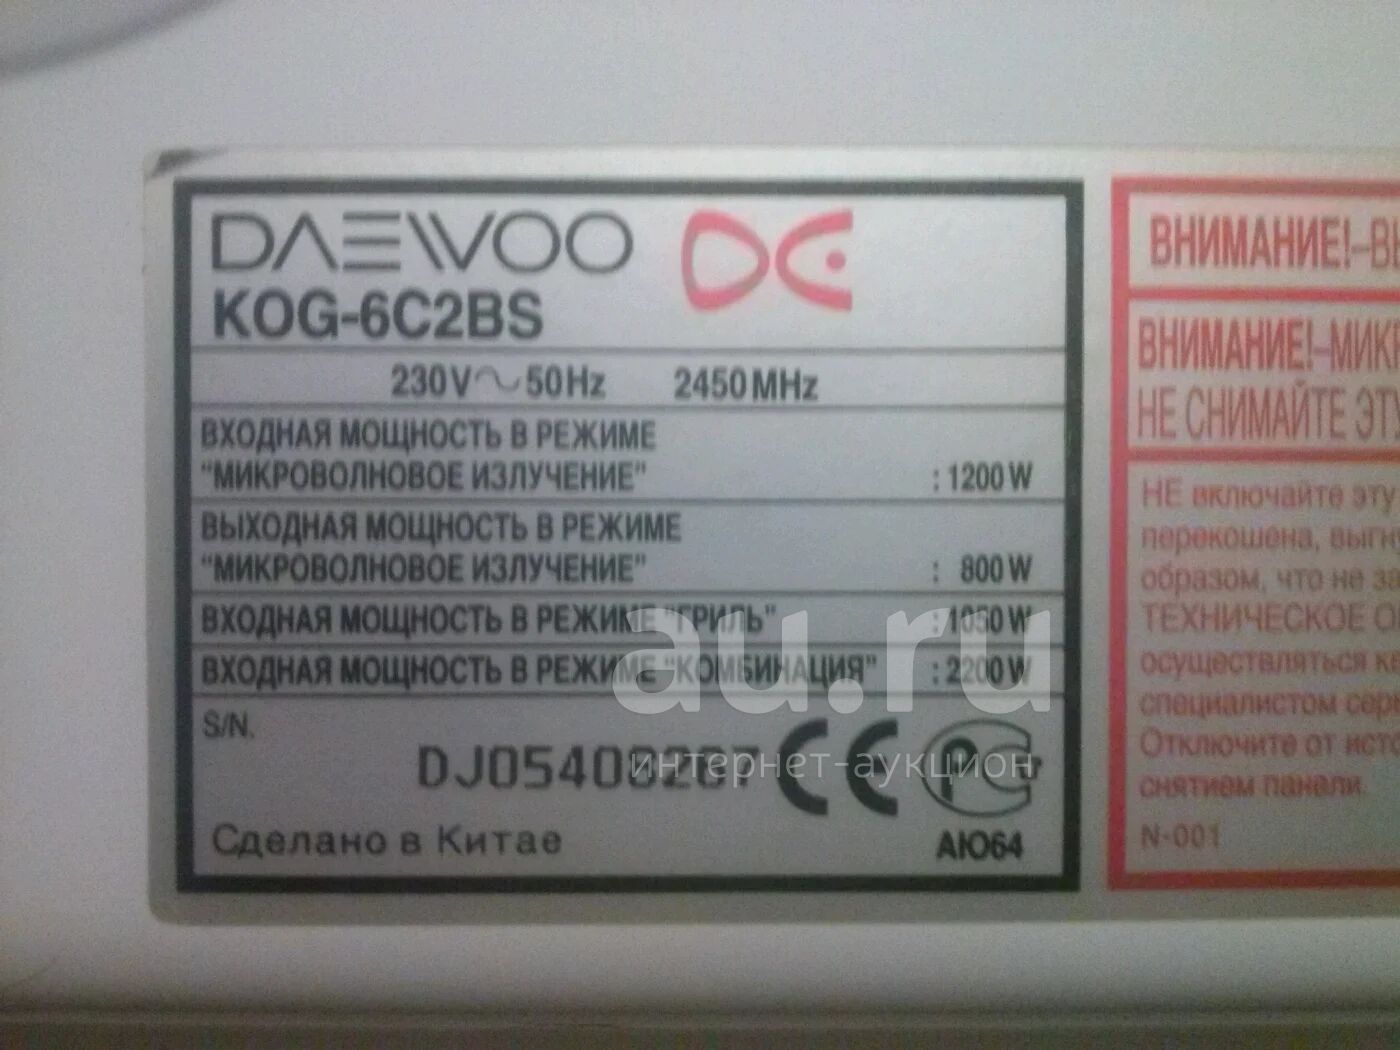 DAEWOO
KOG-6C2BS
230V~50Hz 2450MHz
ВХОДНАЯ МОЩНОСТЬ В РЕЖИМЕ
"МИКРОВОЛНОВОЕ ИЗЛУЧЕНИЕ" : 1200 W
ВЫХОДНАЯ МОЩНОСТЬ В РЕЖИМЕ
"МИКРОВОЛНОВОЕ ИЗЛУЧЕНИЕ" : 800 W
ВХОДНАЯ МОЩНОСТЬ В РЕЖИМЕ "ГРИЛЬ" : 1050 W
ВХОДНАЯ МОЩНОСТЬ В РЕЖИМЕ "КОМБИНАЦИЯ" : 2200 W
S/N.
CE
Сделано в Китае
АЮ64
au.ru
интернет-аукцион
ВНИМАНИЕ!
ВНИМАНИЕ!
НЕ СНИМАЙТЕ
НЕ включайте
перекошена,
образом, что не
ТЕХНИЧЕСКОЕ
осуществляться
специалистом
Отключите от
снятием панели.
N-001